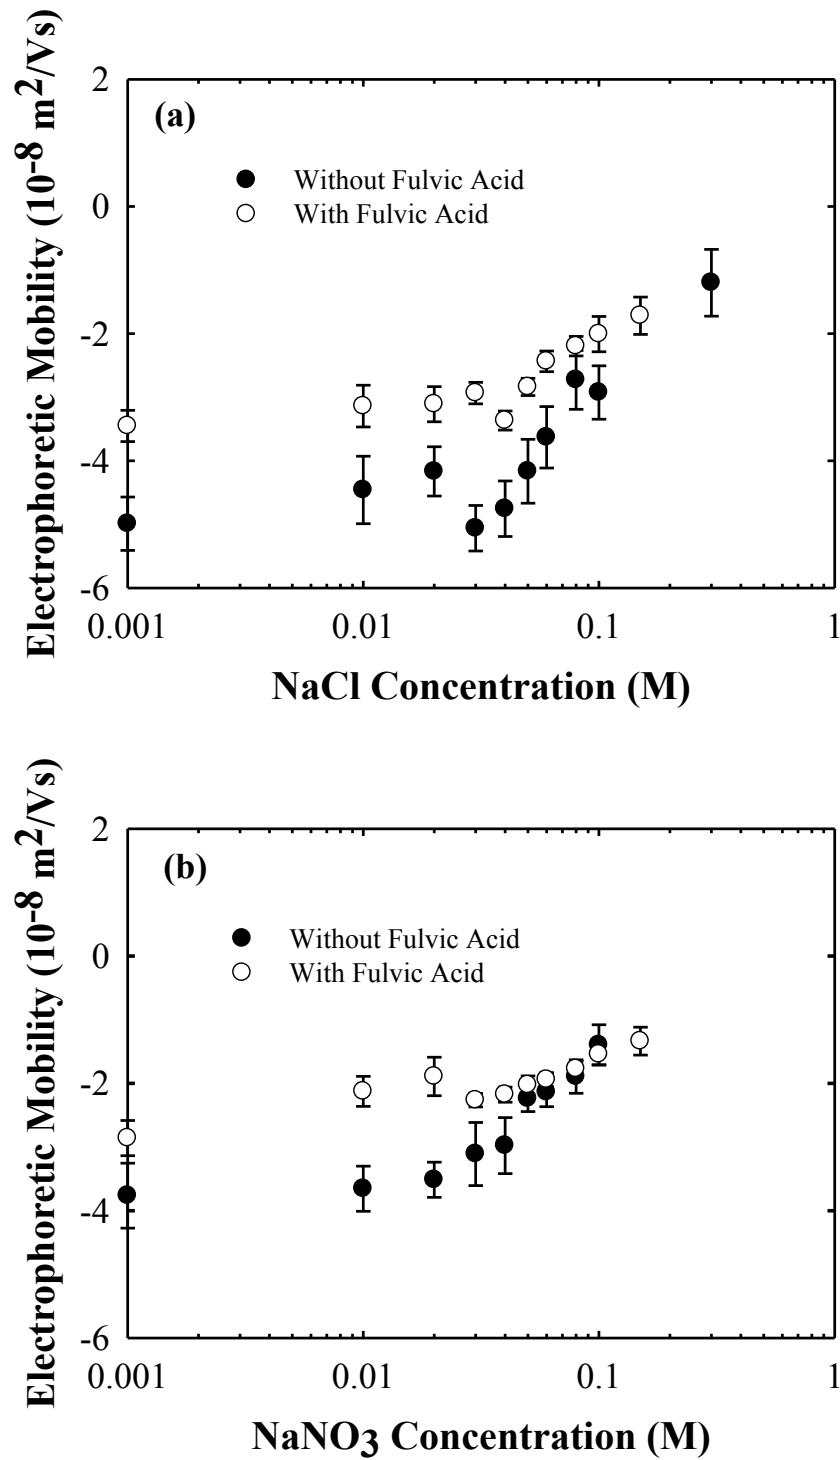 (a)
Without Fulvic Acid
With Fulvic Acid
Electrophoretic Mobility (10⁻⁸ m²/Vs)
2
0
-2
-4
-6
0.001 0.01 0.1 1
NaCl Concentration (M)
(b)
Without Fulvic Acid
With Fulvic Acid
Electrophoretic Mobility (10⁻⁸ m²/Vs)
2
0
-2
-4
-6
0.001 0.01 0.1 1
NaNO₃ Concentration (M)